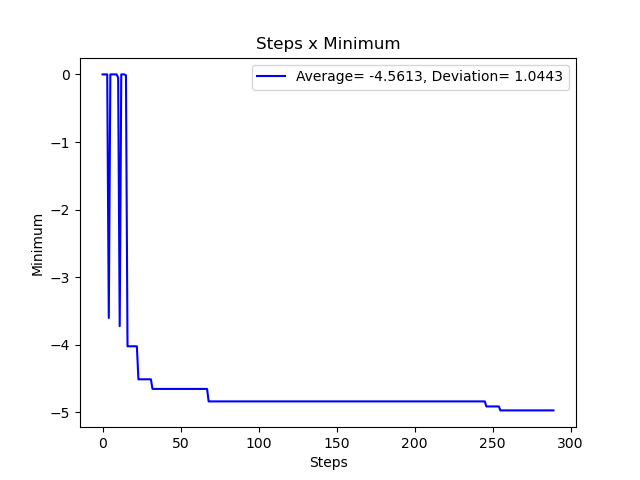 Steps x Minimum
Average= -4.5613, Deviation= 1.0443
0
−1
−2
−3
−4
−5
Minimum
0 50 100 150 200 250 300
Steps